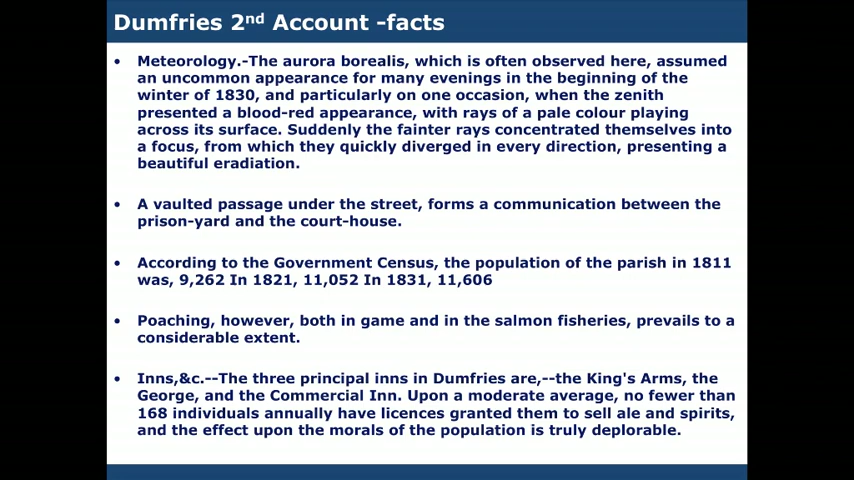 Dumfries 2nd Account -facts
• Meteorology.-The aurora borealis, which is often observed here, assumed
an uncommon appearance for many evenings in the beginning of the
winter of 1830, and particularly on one occasion, when the zenith
presented a blood-red appearance, with rays of a pale colour playing
across its surface. Suddenly the fainter rays concentrated themselves into
a focus, from which they quickly diverged in every direction, presenting a
beautiful eradiation.
• A vaulted passage under the street, forms a communication between the
prison-yard and the court-house.
• According to the Government Census, the population of the parish in 1811
was, 9,262 In 1821, 11,052 In 1831, 11,606
• Poaching, however, both in game and in the salmon fisheries, prevails to a
considerable extent.
• Inns,&c.--The three principal inns in Dumfries are,--the King's Arms, the
George, and the Commercial Inn. Upon a moderate average, no fewer than
168 individuals annually have licences granted them to sell ale and spirits,
and the effect upon the morals of the population is truly deplorable.